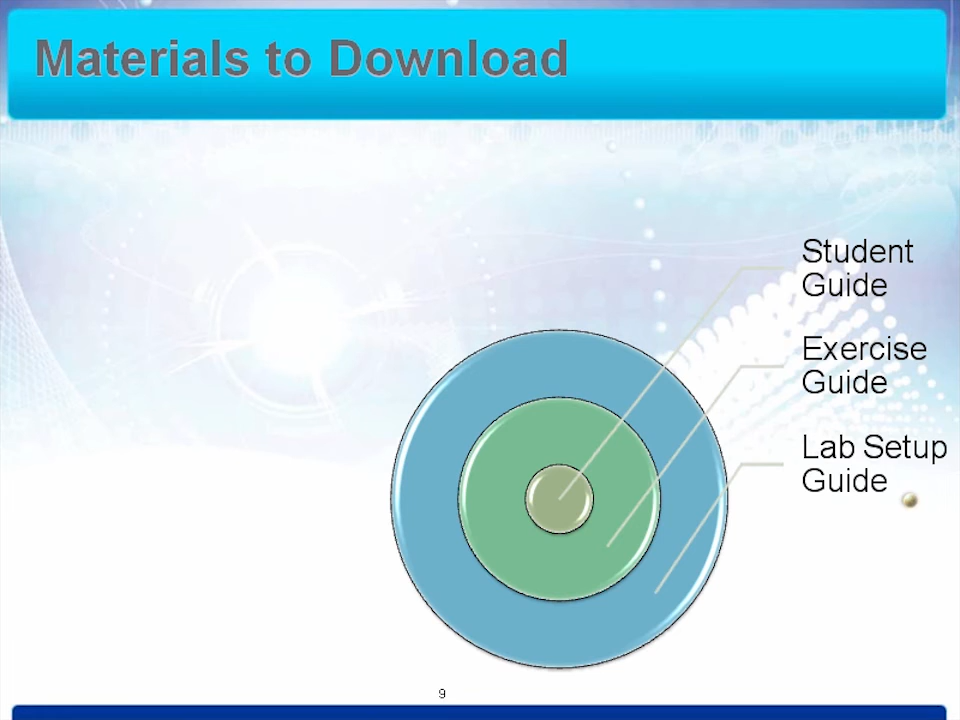 Materials to Download
Student
Guide
Exercise
Guide
Lab Setup
Guide
9